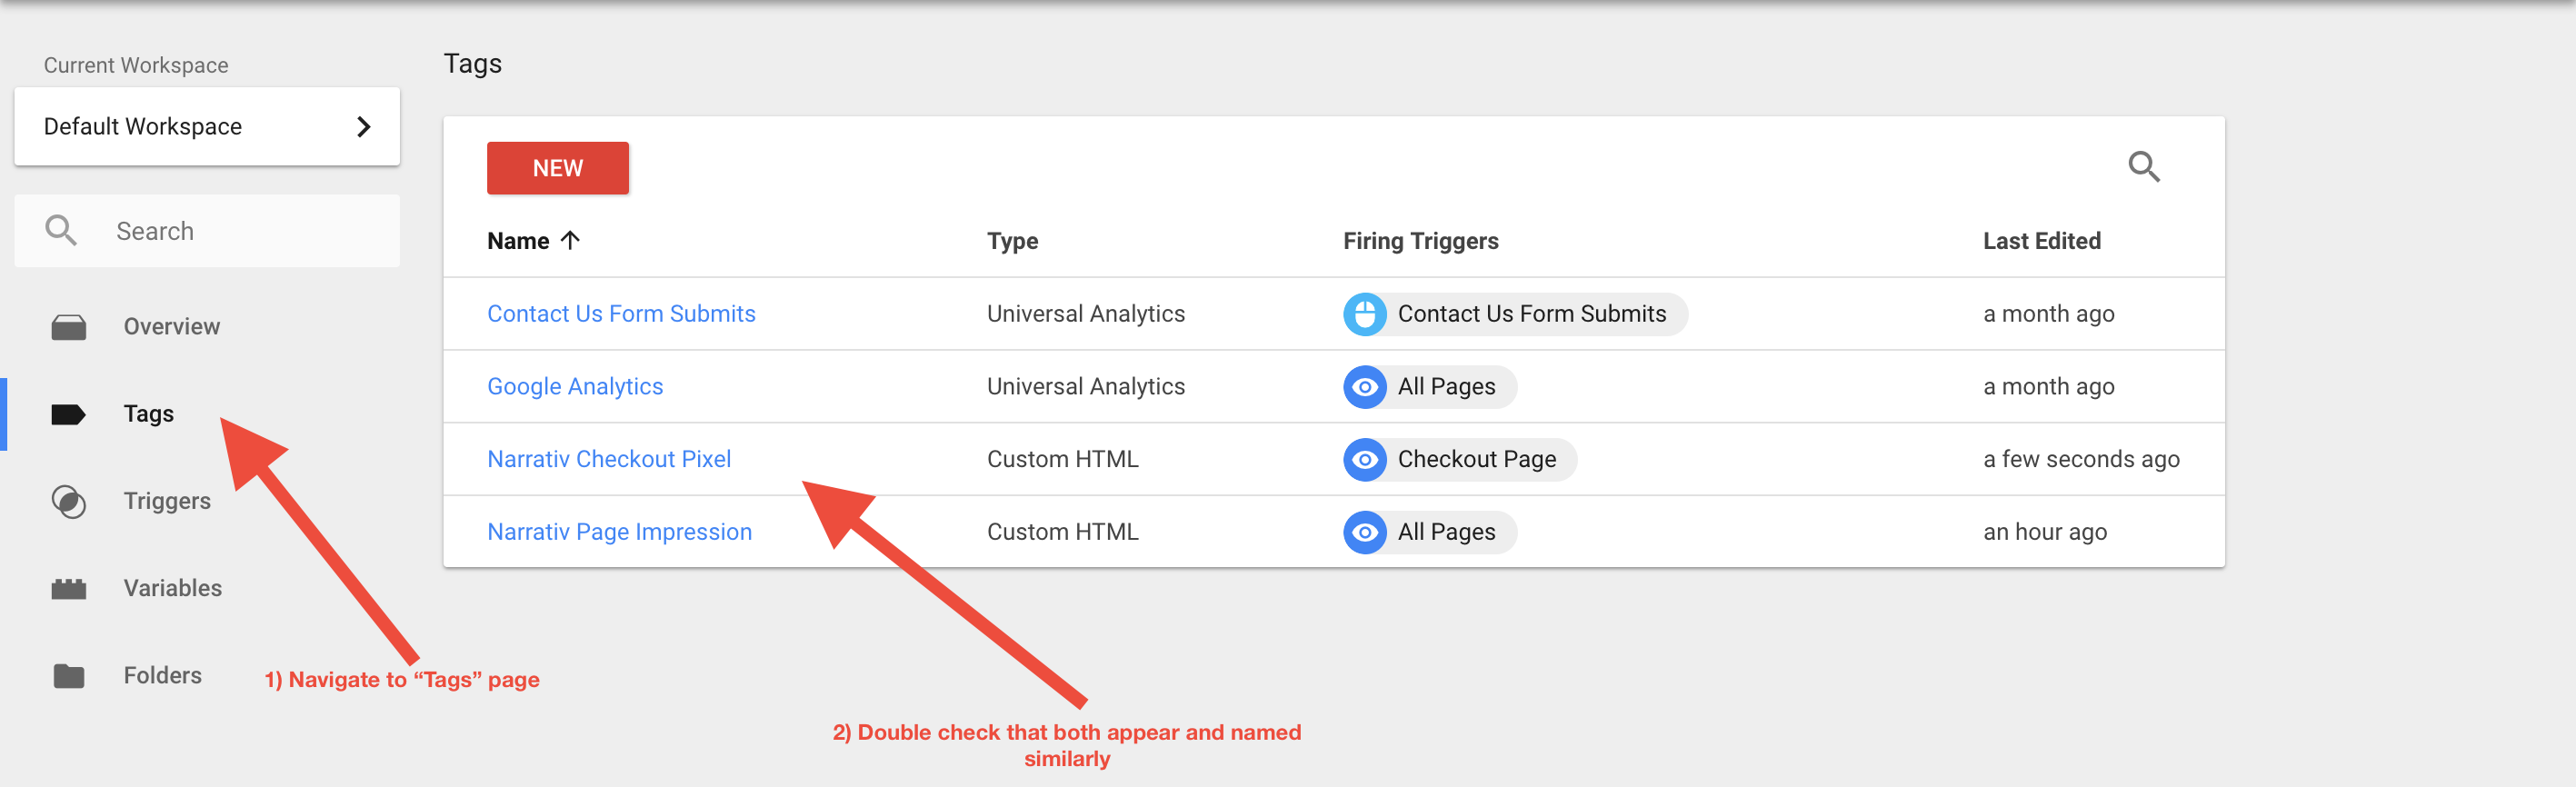 Current Workspace
Tags
Default Workspace
NEW
Search
Name Type Firing Triggers Last Edited
Contact Us Form Submits Universal Analytics Contact Us Form Submits a month ago
Overview
Google Analytics Universal Analytics All Pages a month ago
Tags
Narrativ Checkout Pixel Custom HTML Checkout Page a few seconds ago
Triggers
Narrativ Page Impression Custom HTML All Pages an hour ago
Variables
Folders
1) Navigate to “Tags” page
2) Double check that both appear and named
similarly